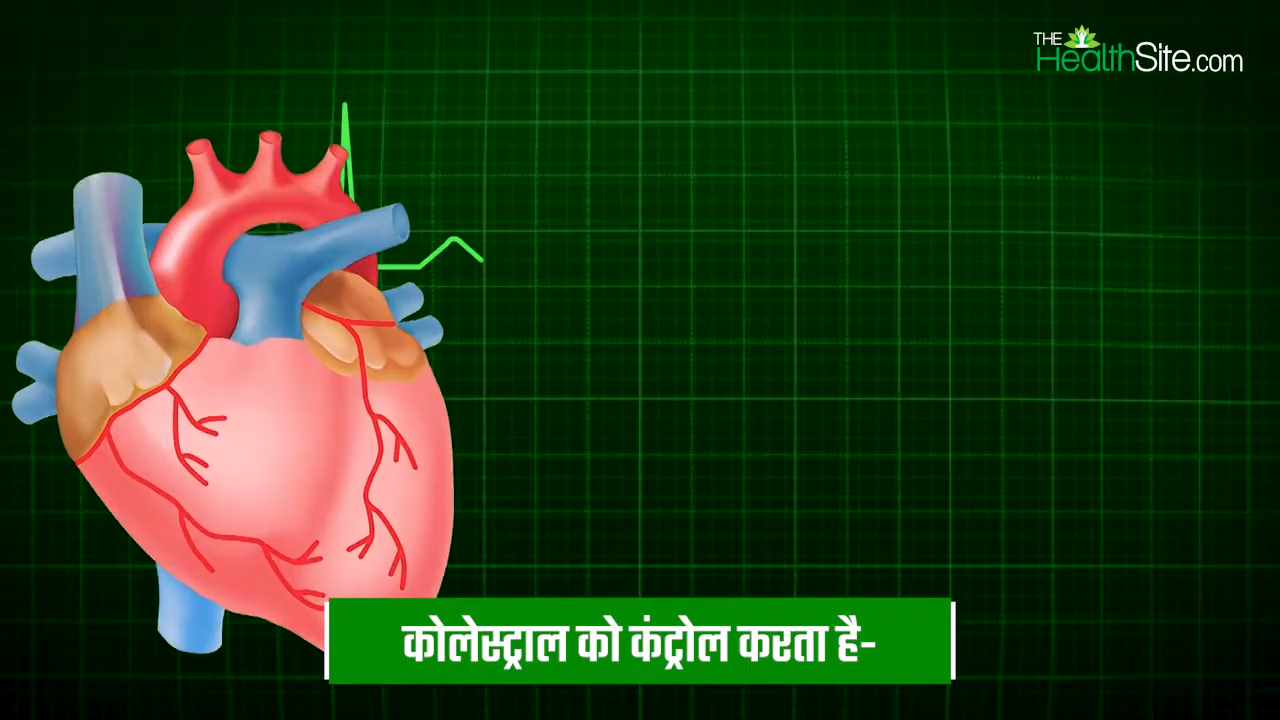 THE
HealthSite.com
कोलेस्ट्राल को कंट्रोल करता है-